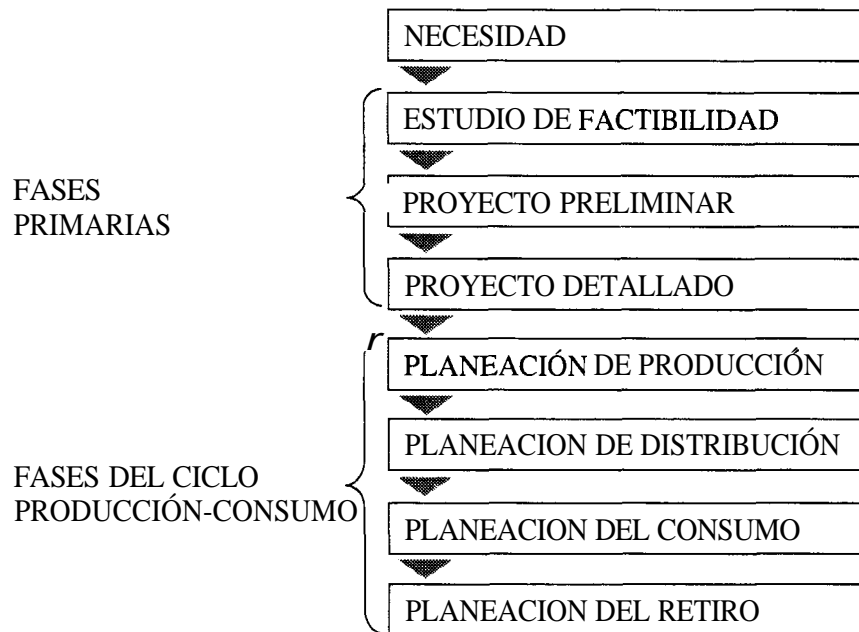 NECESIDAD
ESTUDIO DE FACTIBILIDAD
FASES
PRIMARIAS
PROYECTO PRELIMINAR
PROYECTO DETALLADO
r
PLANEACIÓN DE PRODUCCIÓN
PLANEACION DE DISTRIBUCIÓN
FASES DEL CICLO
PRODUCCIÓN-CONSUMO
PLANEACION DEL CONSUMO
PLANEACION DEL RETIRO